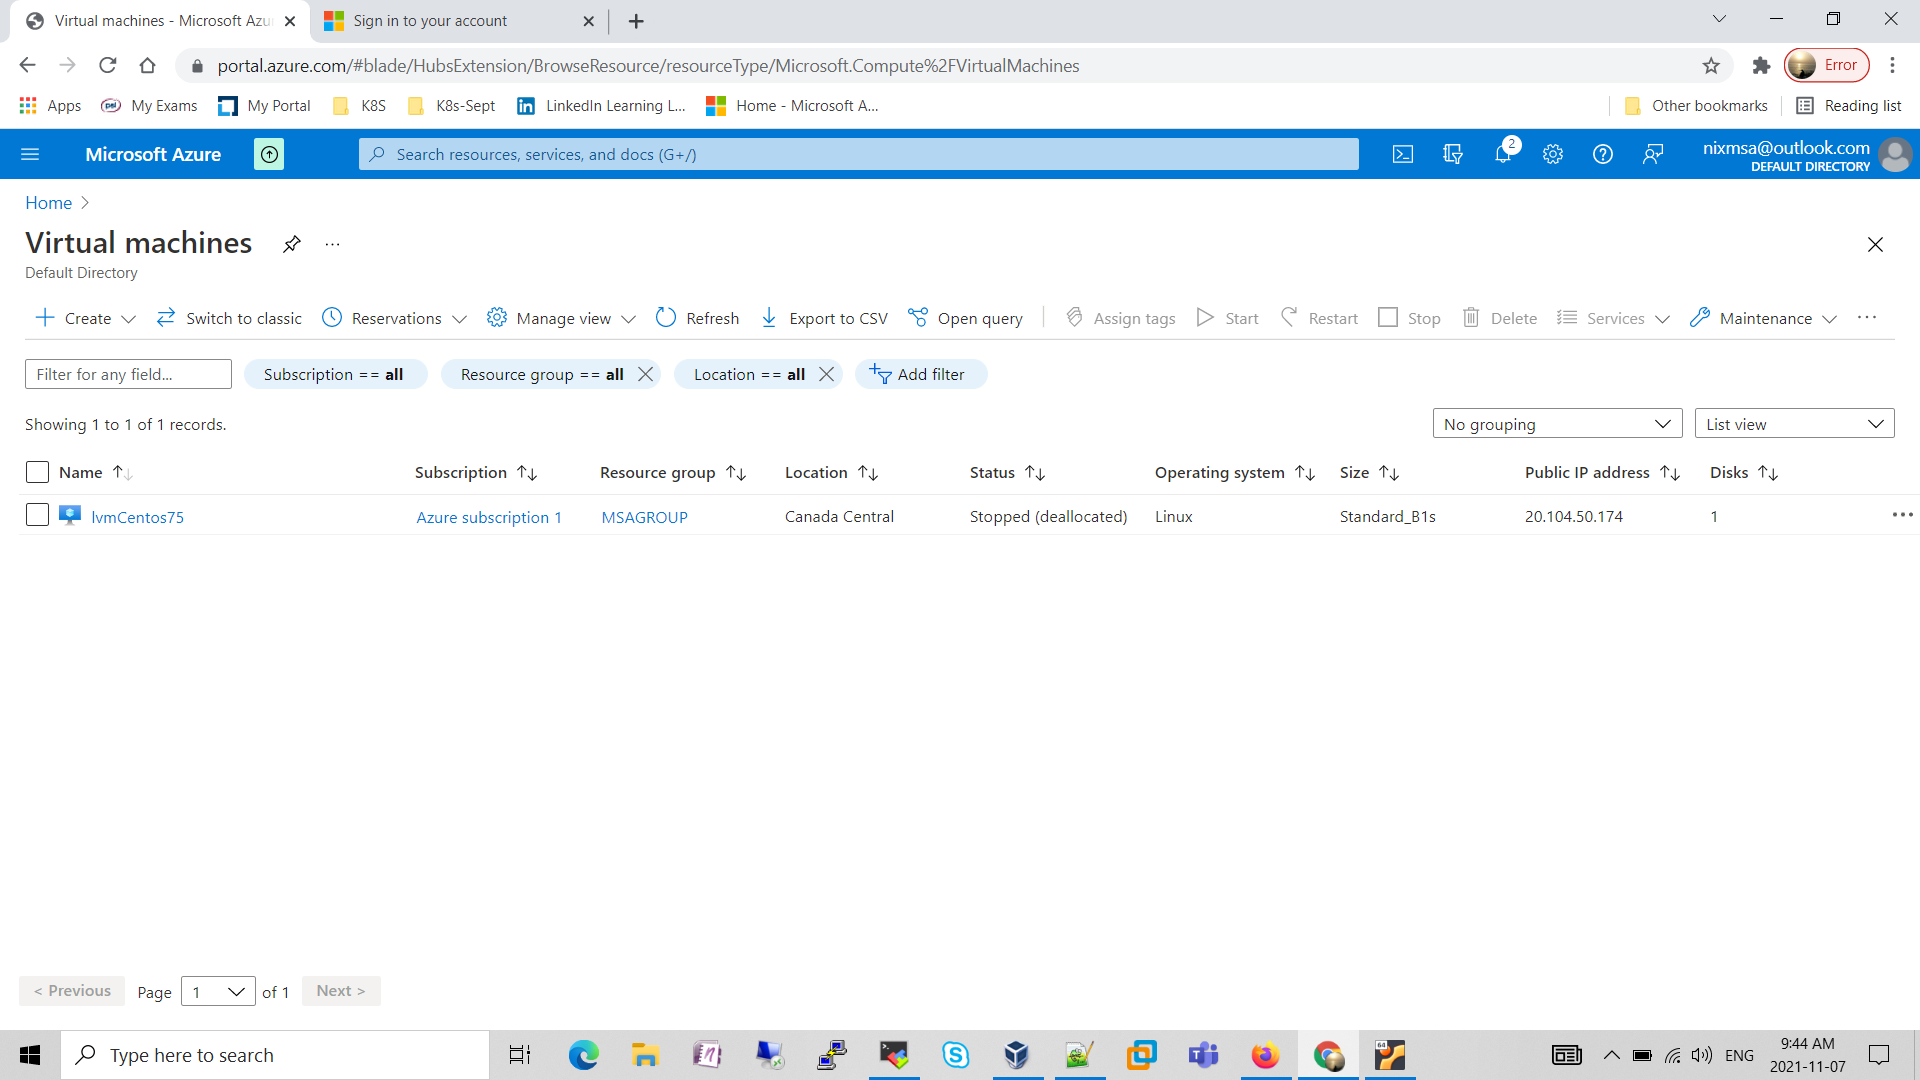 Virtual machines - Microsoft Azu
Sign in to your account
portal.azure.com/#blade/HubsExtension/BrowseResource/resourceType/Microsoft.Compute%2FVirtualMachines
Error
Apps
psi
My Exams
My Portal
K8S
K8s-Sept
LinkedIn Learning L...
Home - Microsoft A...
Other bookmarks
Reading list
Microsoft Azure
Search resources, services, and docs (G+/)
2
nixmsa@outlook.com
DEFAULT DIRECTORY
Home >
Virtual machines
...
Default Directory
Create
Switch to classic
Reservations
Manage view
Refresh
Export to CSV
Open query
Assign tags
Start
Restart
Stop
Delete
Services
Maintenance
...
Filter for any field...
Subscription == all
Resource group == all
Location == all
Add filter
Showing 1 to 1 of 1 records.
No grouping
List view
Name
Subscription
Resource group
Location
Status
Operating system
Size
Public IP address
Disks
lvmCentos75
Azure subscription 1
MSAGROUP
Canada Central
Stopped (deallocated)
Linux
Standard_B1s
20.104.50.174
1
< Previous
Page
1
of 1
Next >
Type here to search
64
ENG
9:44 AM
2021-11-07